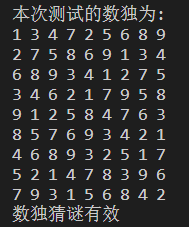 本次测试的数独为:
1 3 4 7 2 5 6 8 9
2 7 5 8 6 9 1 3 4
6 8 9 3 4 1 2 7 5
3 4 6 2 1 7 9 5 8
9 1 2 5 8 4 7 6 3
8 5 7 6 9 3 4 2 1
4 6 8 9 3 2 5 1 7
5 2 1 4 7 8 3 9 6
7 9 3 1 5 6 8 4 2
数独猜谜有效